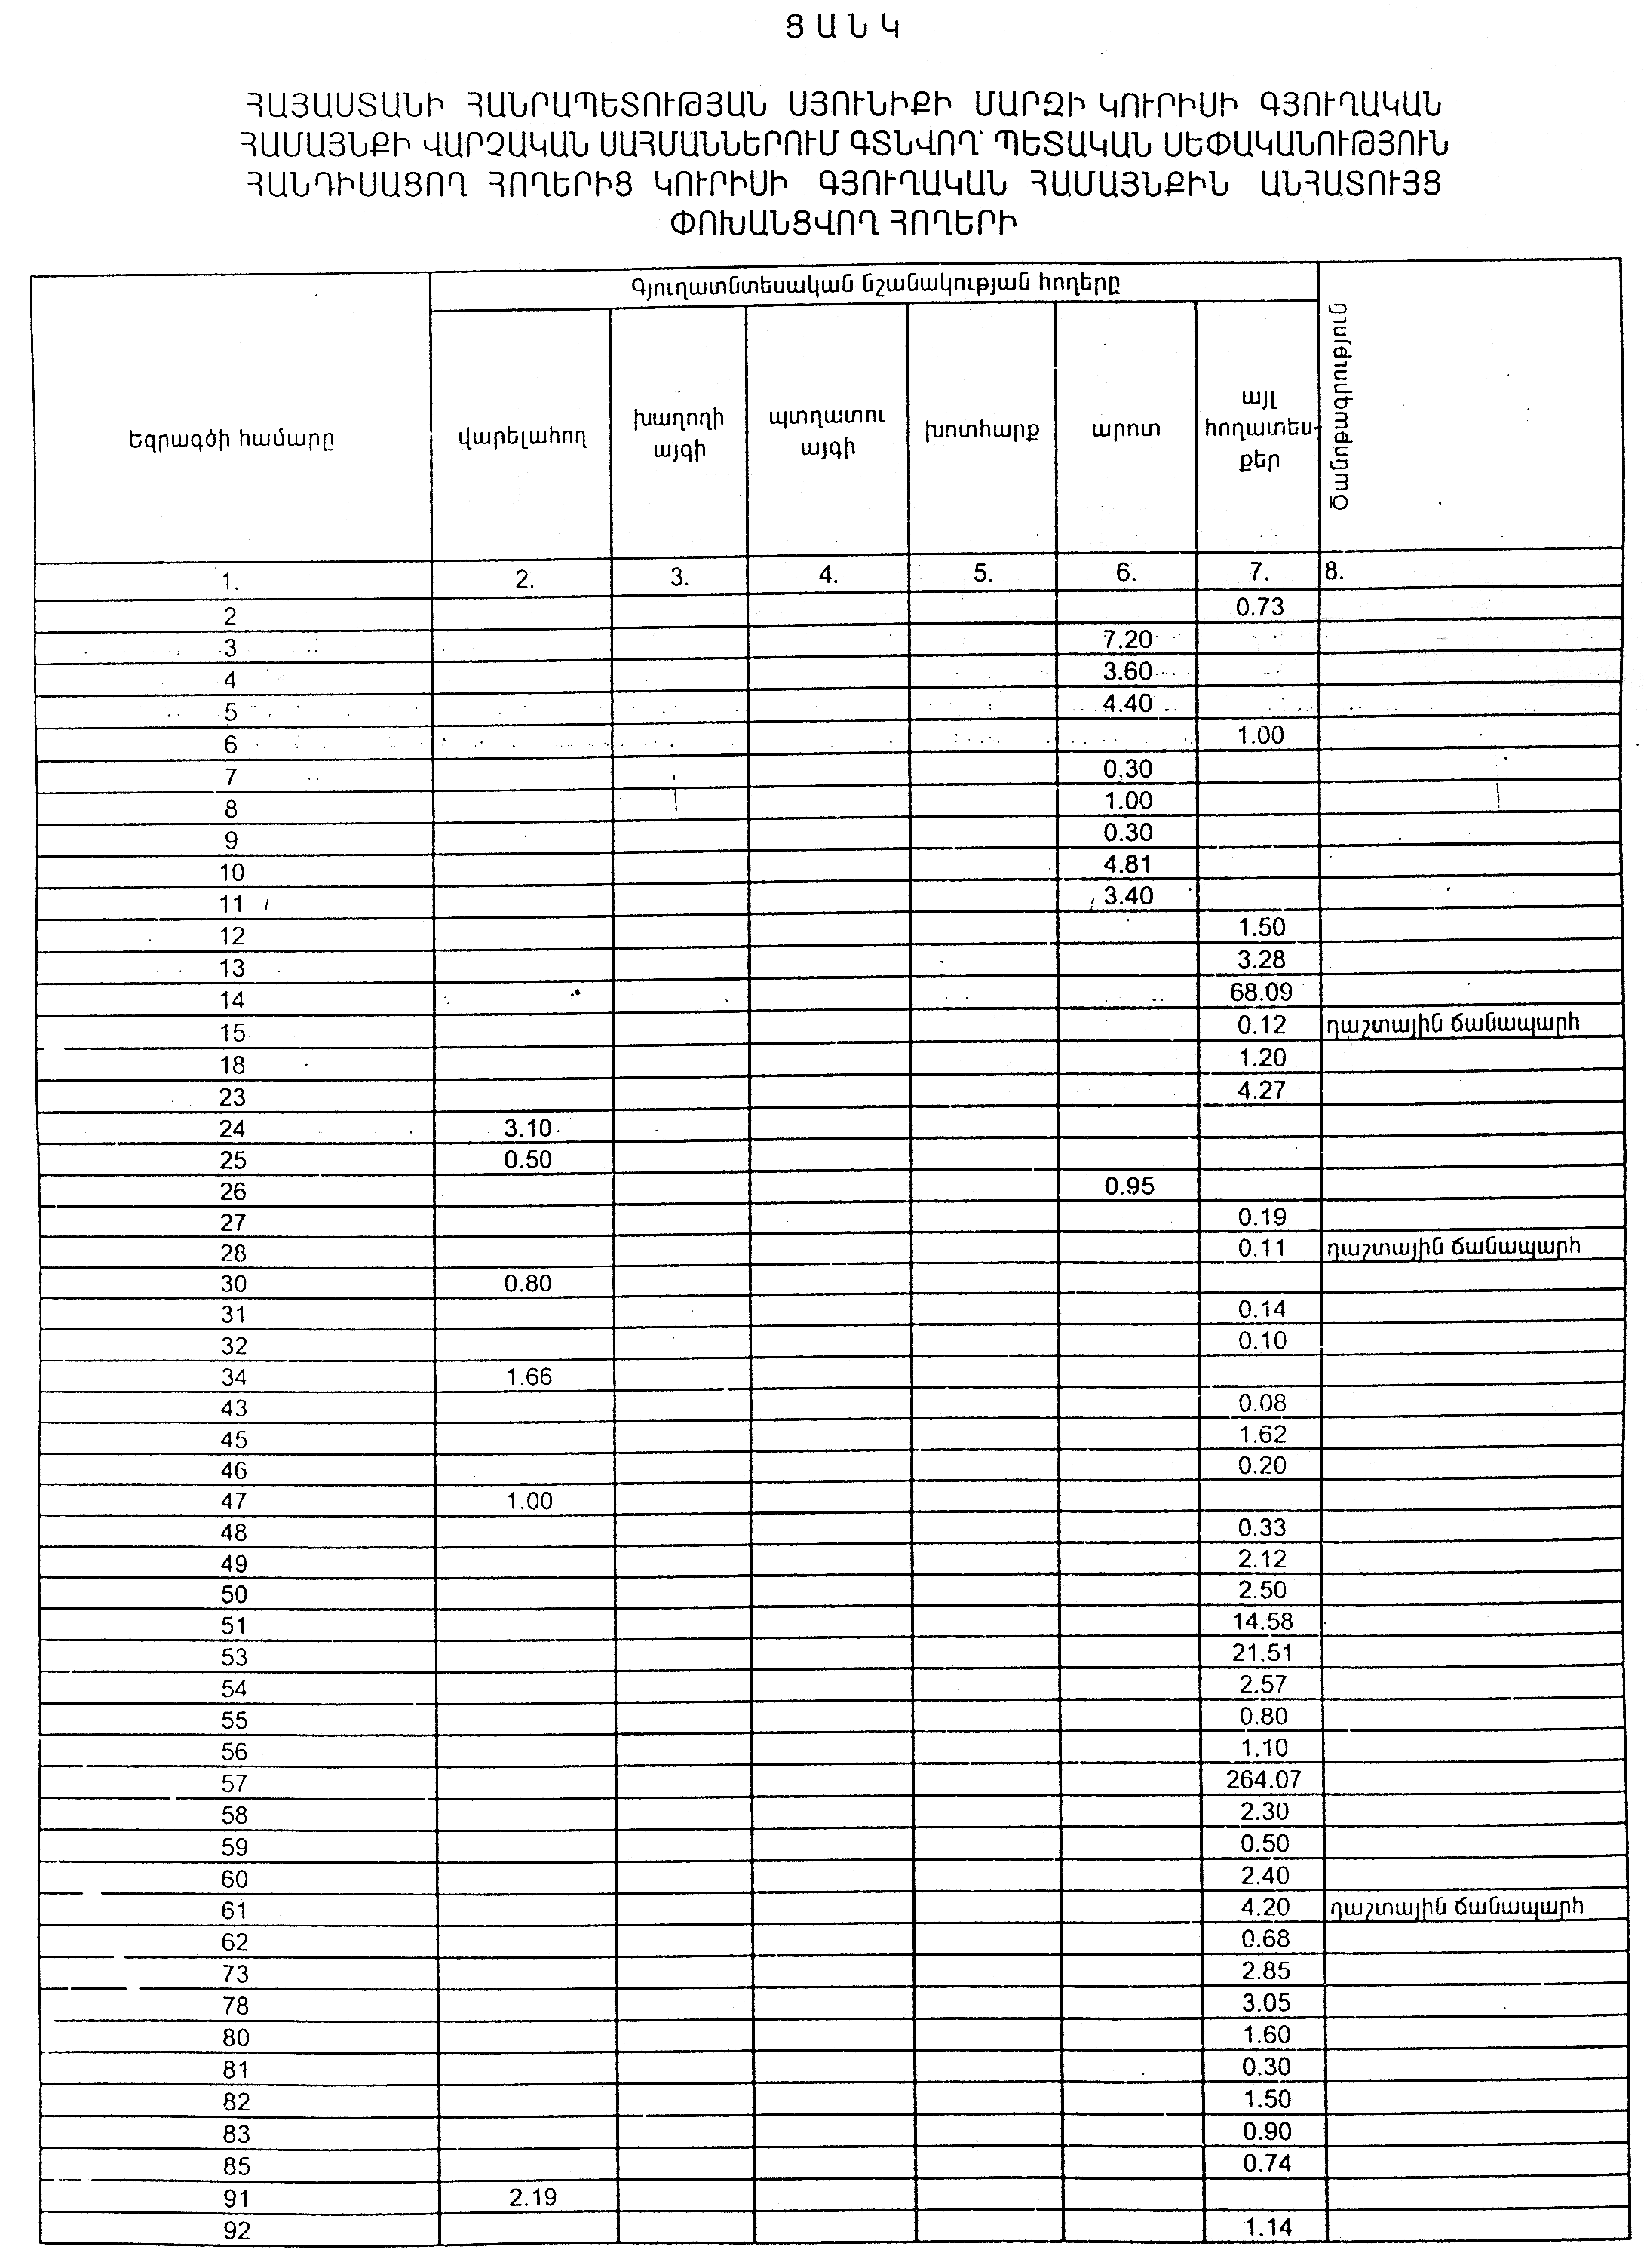 ՑԱՆԿ
ՀԱՅԱՍՏԱՆԻ ՀԱՆՐԱՊԵՏՈՒԹՅԱՆ ՍՅՈՒՆԻՔԻ ՄԱՐԶԻ ԿՈՒՐԻՍԻ ԳՅՈՒՂԱԿԱՆ
ՀԱՄԱՅՆՔԻ ՎԱՐՉԱԿԱՆ ՍԱՀՄԱՆՆԵՐՈՒՄ ԳՏՆՎՈՂ՝ ՊԵՏԱԿԱՆ ՍԵՓԱԿԱՆՈՒԹՅՈՒՆ
ՀԱՆԴԻՍԱՑՈՂ ՀՈՂԵՐԻՑ ԿՈՒՐԻՍԻ ԳՅՈՒՂԱԿԱՆ ՀԱՄԱՅՆՔԻՆ ԱՆՀԱՏՈՒՅՑ
ՓՈԽԱՆՑՎՈՂ ՀՈՂԵՐԻ
Եզրագծի համարը
Գյուղատնտեսական նշանակության հողերը
վարելահող
խաղողի
այգի
պտղատու
այգի
խոտհարք
արոտ
այլ
հողատես-
քեր
Ծանոթագրություն
1. 2. 3. 4. 5. 6. 7. 8.
2 0.73
3 7.20
4 3.60
5 4.40
6 1.00
7 0.30
8 1.00
9 0.30
10 4.81
11 3.40
12 1.50
13 3.28
14 68.09
15 0.12 դաշտային ճանապարհ
18 1.20
23 4.27
24 3.10
25 0.50
26 0.95
27 0.19
28 0.11 դաշտային ճանապարհ
30 0.80
31 0.14
32 0.10
34 1.66
43 0.08
45 1.62
46 0.20
47 1.00
48 0.33
49 2.12
50 2.50
51 14.58
53 21.51
54 2.57
55 0.80
56 1.10
57 264.07
58 2.30
59 0.50
60 2.40
61 4.20 դաշտային ճանապարհ
62 0.68
73 2.85
78 3.05
80 1.60
81 0.30
82 1.50
83 0.90
85 0.74
91 2.19
92 1.14